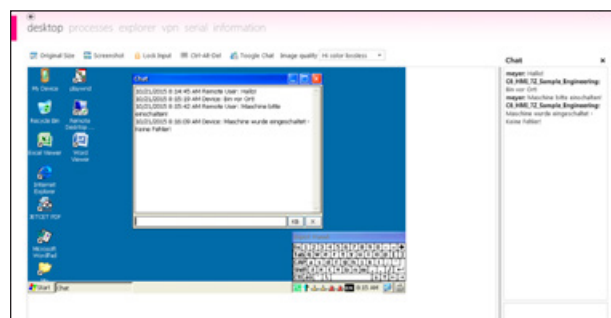 desktop processes explorer vpn serial information
Original Size Screenshot Lock Input Ctrl-Alt-Del Toogle Chat Image quality Hi color lossless
Chat
mayer: Hallo!
C8_HMI_72_Sample_Engineering:
Bin vor Ort!
mayer: Maschine bitte einschalten!
C8_HMI_72_Sample_Engineering:
Maschine wurde eingeschaltet -
Keine Fehler!
Chat
10/21/2015 8:14:45 AM Remote User: Hallo!
10/21/2015 8:15:19 AM Device: Bin vor Ort!
10/21/2015 8:15:42 AM Remote User: Maschine bitte
einschalten!
10/21/2015 8:16:09 AM Device: Maschine wurde eingeschaltet -
Keine Fehler!
My Device
Recycle Bin
Remote
Desktop ...
Excel Viewer
Word
Viewer
Internet
Explorer
Microsoft
WordPad
Start
Chat
8:15 AM